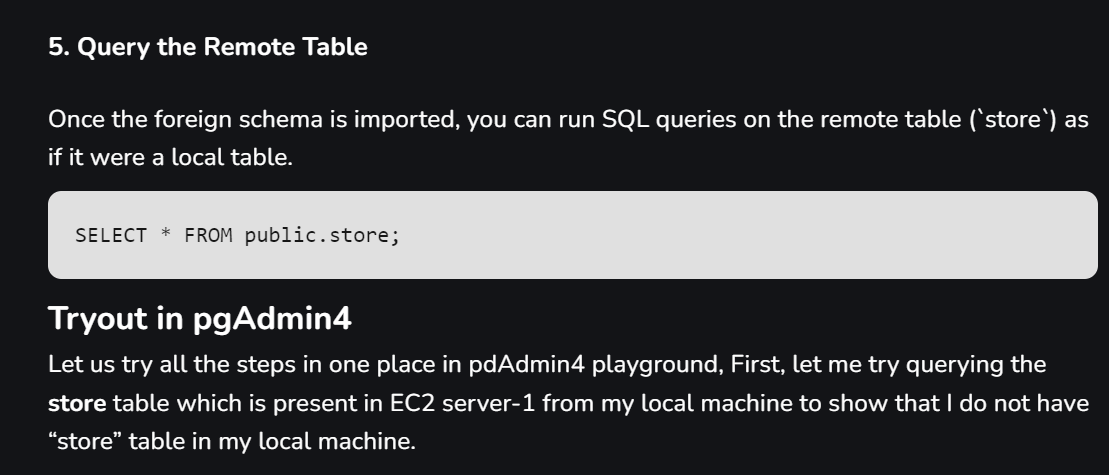 5. Query the Remote Table
Once the foreign schema is imported, you can run SQL queries on the remote table (`store`) as
if it were a local table.
SELECT * FROM public.store;
Tryout in pgAdmin4
Let us try all the steps in one place in pdAdmin4 playground, First, let me try querying the
store table which is present in EC2 server-1 from my local machine to show that I do not have
“store” table in my local machine.